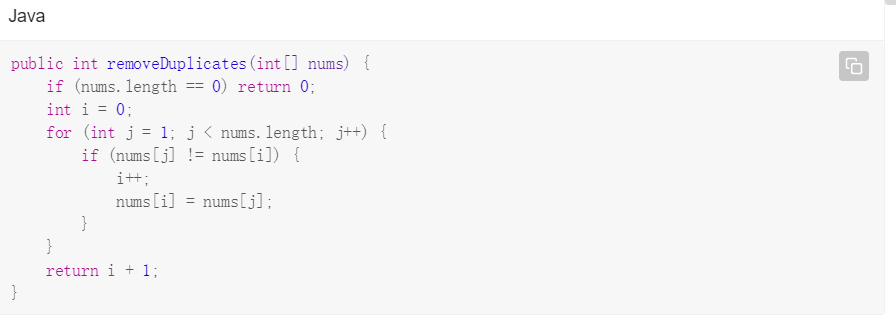 Java
public int removeDuplicates(int[] nums) {
    if (nums.length == 0) return 0;
    int i = 0;
    for (int j = 1; j < nums.length; j++) {
        if (nums[j] != nums[i]) {
            i++;
            nums[i] = nums[j];
        }
    }
    return i + 1;
}